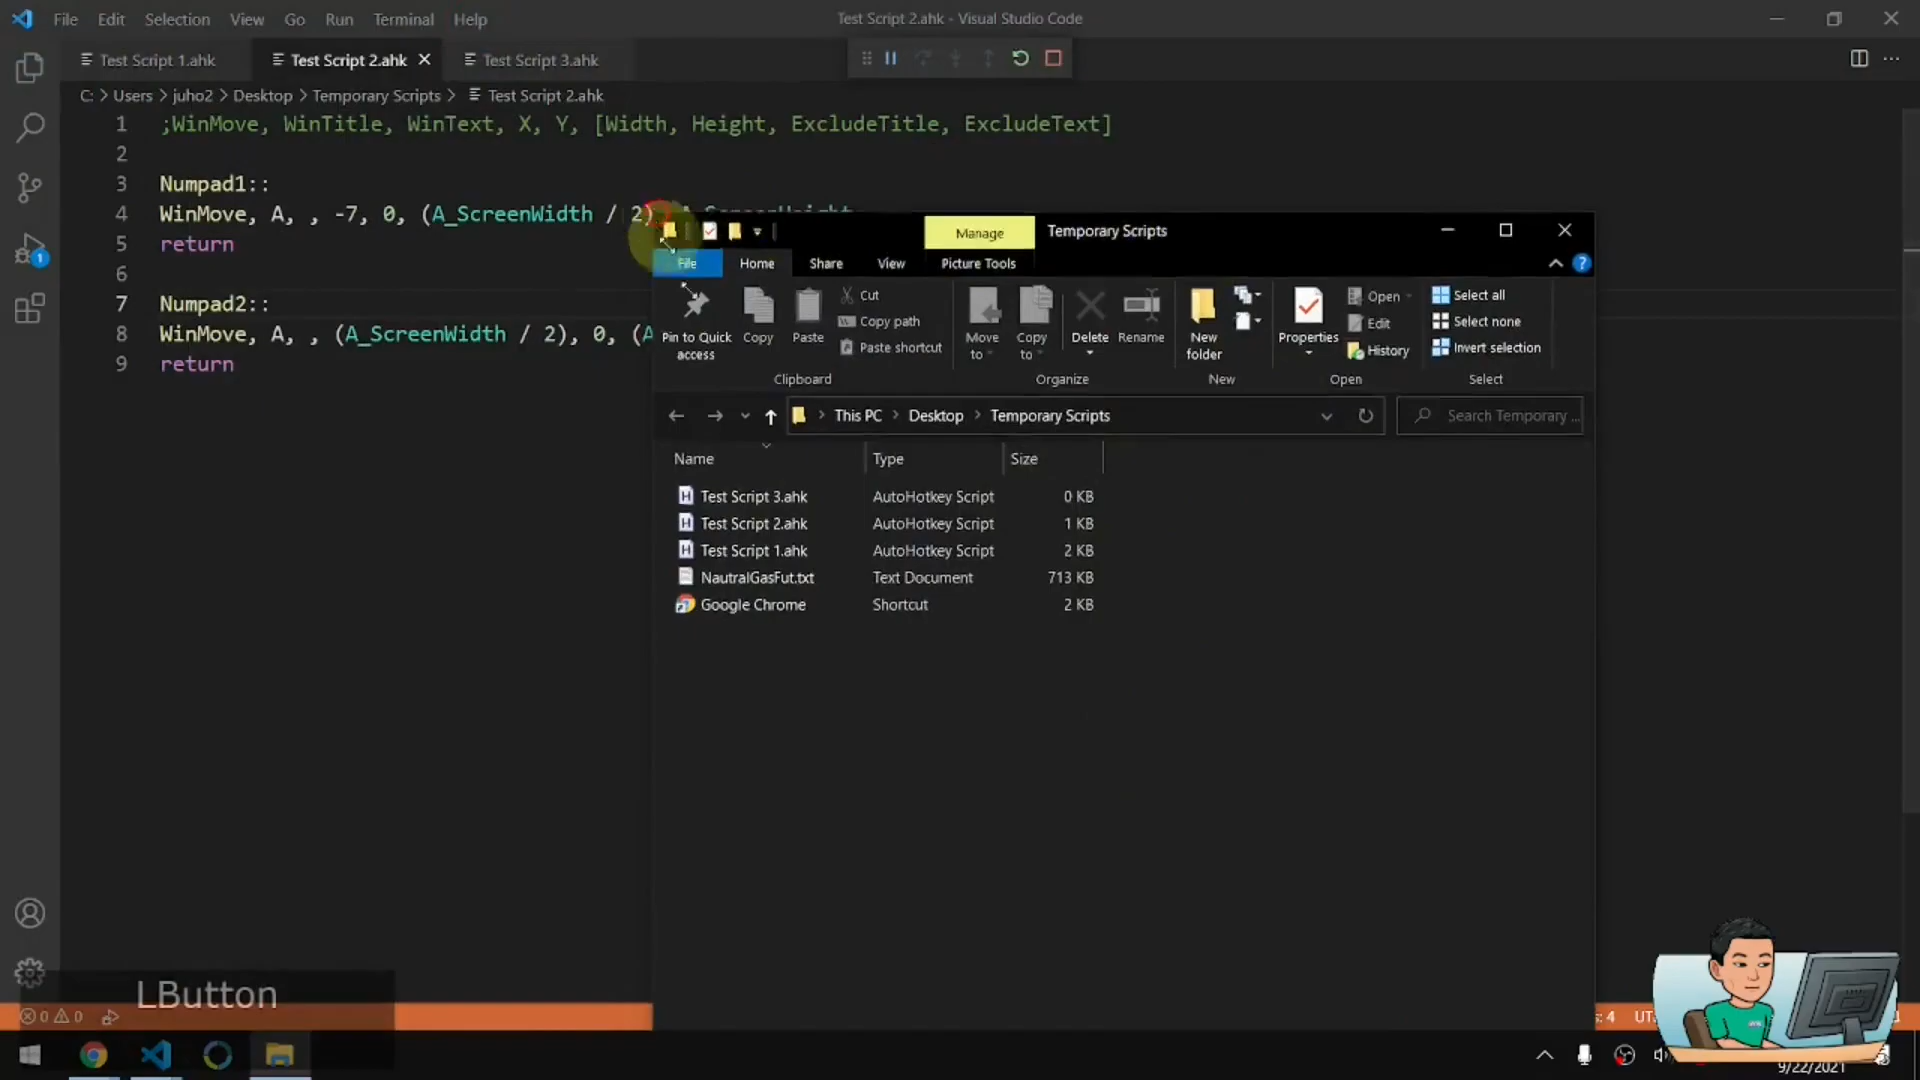 File Edit Selection View Go Run Terminal Help
Test Script 2.ahk - Visual Studio Code
Test Script 1.ahk
Test Script 2.ahk
Test Script 3.ahk
C: > Users > juho2 > Desktop > Temporary Scripts > Test Script 2.ahk
1 ;WinMove, WinTitle, WinText, X, Y, [Width, Height, ExcludeTitle, ExcludeText]
2
3 Numpad1::
4 WinMove, A, , -7, 0, (A_ScreenWidth / 2)
5 return
6
7 Numpad2::
8 WinMove, A, , (A_ScreenWidth / 2), 0, (A
9 return
1
Manage
Temporary Scripts
File Home Share View Picture Tools
Pin to Quick access
Copy
Paste
Cut
Copy path
Paste shortcut
Clipboard
Move to
Copy to
Delete
Rename
Organize
New folder
New
Properties
Open
Edit
History
Open
Select all
Select none
Invert selection
Select
This PC > Desktop > Temporary Scripts
Search Temporary ...
Name Type Size
Test Script 3.ahk AutoHotkey Script 0 KB
Test Script 2.ahk AutoHotkey Script 1 KB
Test Script 1.ahk AutoHotkey Script 2 KB
NautralGasFut.txt Text Document 713 KB
Google Chrome Shortcut 2 KB
LButton
0 0
: 4 UT
9/22/2021